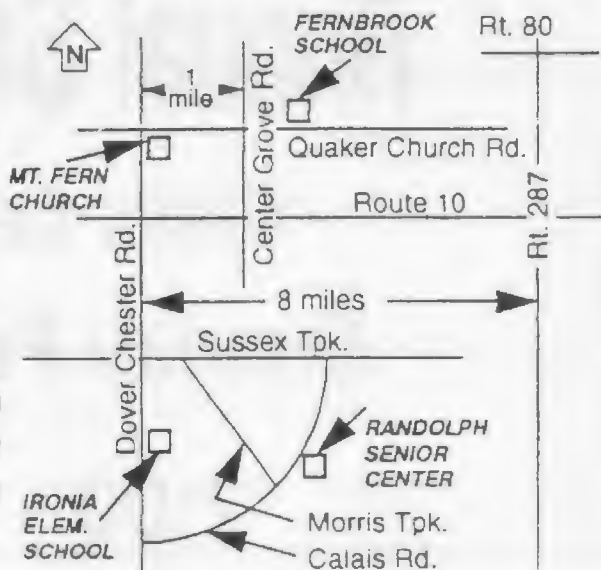 N
FERNBROOK
SCHOOL
Rt. 80
1
mile
Center Grove Rd.
Quaker Church Rd.
MT. FERN
CHURCH
Route 10
Rt. 287
Dover Chester Rd.
8 miles
Sussex Tpk.
RANDOLPH
SENIOR
CENTER
IRONIA
ELEM.
SCHOOL
Morris Tpk.
Calais Rd.